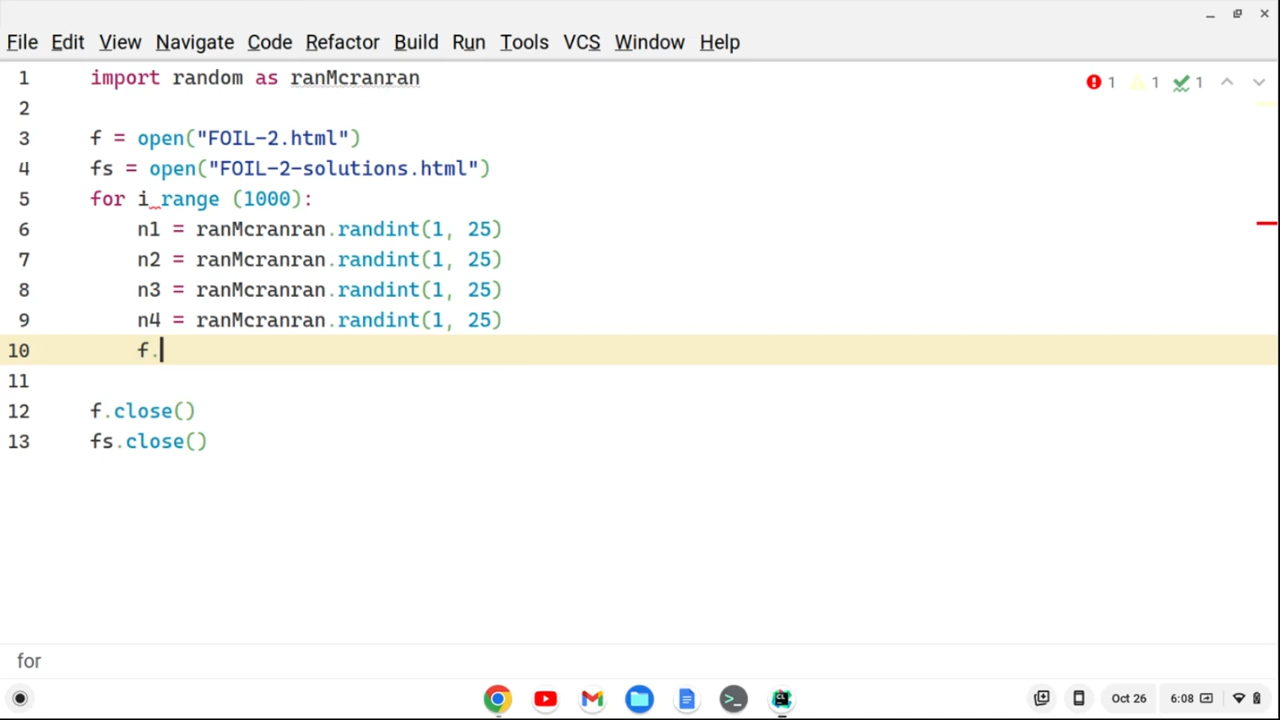 File Edit View Navigate Code Refactor Build Run Tools VCS Window Help
1 import random as ranMcranran
1 1 1
2
3 f = open("FOIL-2.html")
4 fs = open("FOIL-2-solutions.html")
5 for i range (1000):
6 n1 = ranMcranran.randint(1, 25)
7 n2 = ranMcranran.randint(1, 25)
8 n3 = ranMcranran.randint(1, 25)
9 n4 = ranMcranran.randint(1, 25)
10 f.
11
12 f.close()
13 fs.close()
for
Oct 26 6:08